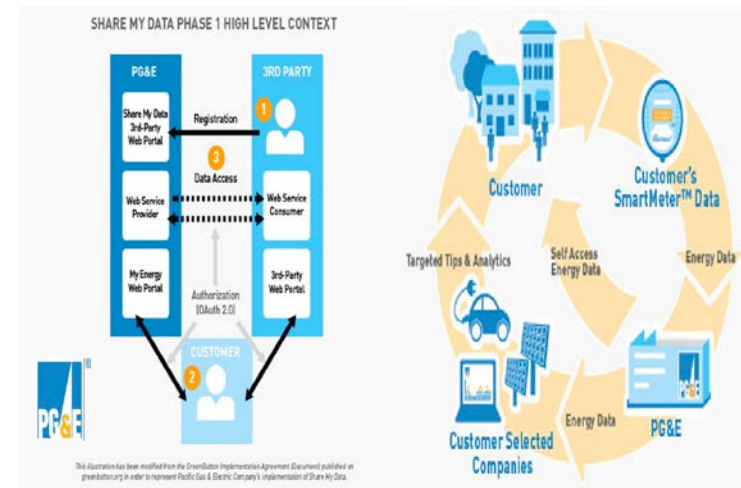 SHARE MY DATA PHASE 1 HIGH LEVEL CONTEXT
PG&E
3RD PARTY
Share My Data
3rd-Party
Web Portal
Registration
1
3
Data Access
Web Service
Provider
Web Service
Consumer
My Energy
Web Portal
Authorization
(OAuth 2.0)
3rd-Party
Web Portal
CUSTOMER
2
PG&E
®
This illustration has been modified from the GreenButton Implementation Agreement (Document) published on
greenbutton.org in order to represent Pacific Gas & Electric Company's implementation of Share My Data.
Customer
Customer's
SmartMeter™ Data
Targeted Tips & Analytics
Self Access
Energy Data
Energy Data
PG&E
PG&E
Energy Data
Customer Selected
Companies